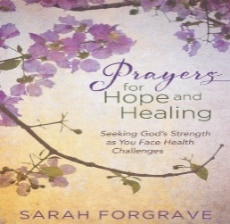 Prayers
for
Hope and
Healing
Seeking God's Strength
as You Face Health
Challenges
SARAH FORGRAVE